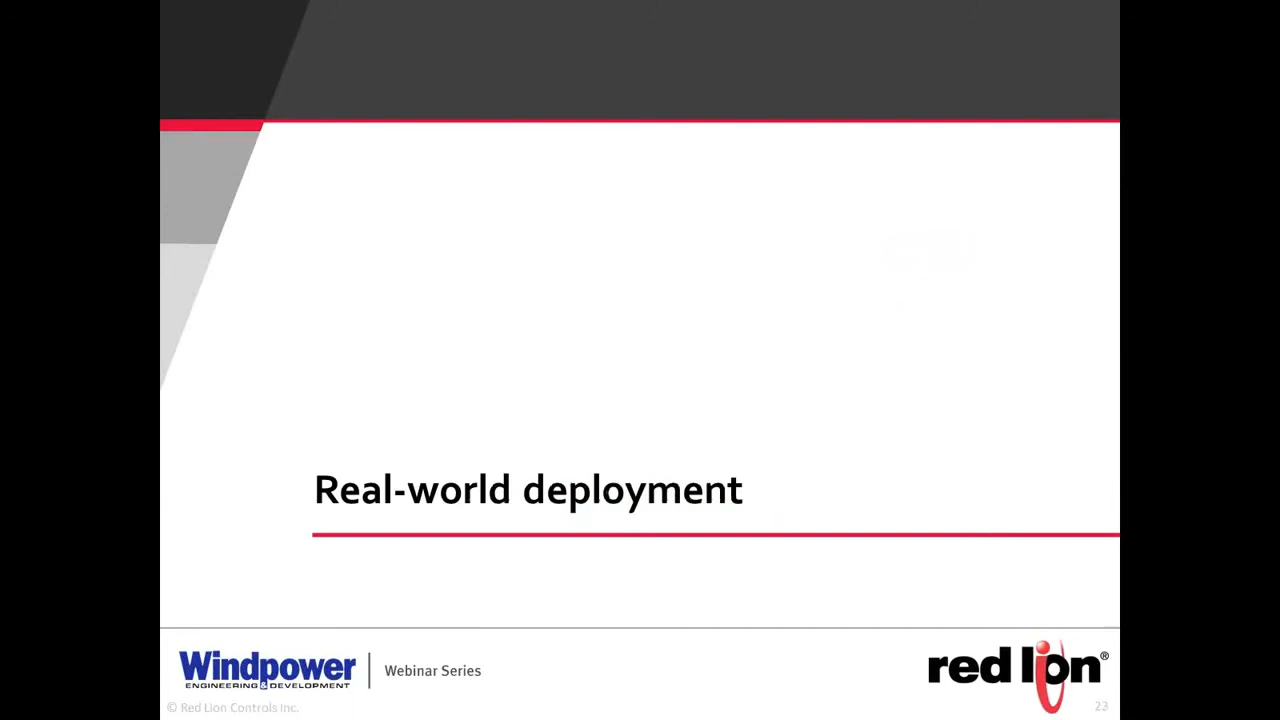 Real-world deployment
Windpower
ENGINEERING & DEVELOPMENT
Webinar Series
red lion®
© Red Lion Controls Inc.
23